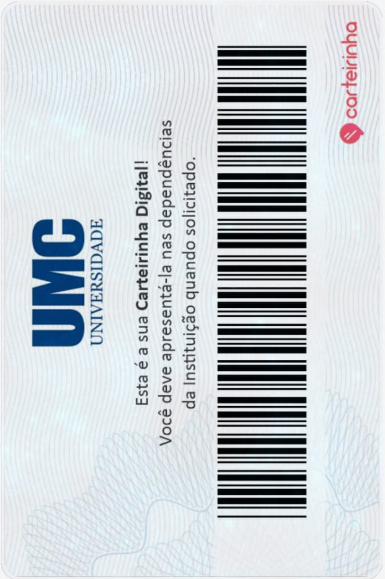 carteirinha
UMC
UNIVERSIDADE
Esta é a sua Carteirinha Digital!
Você deve apresentá-la nas dependências
da Instituição quando solicitado.